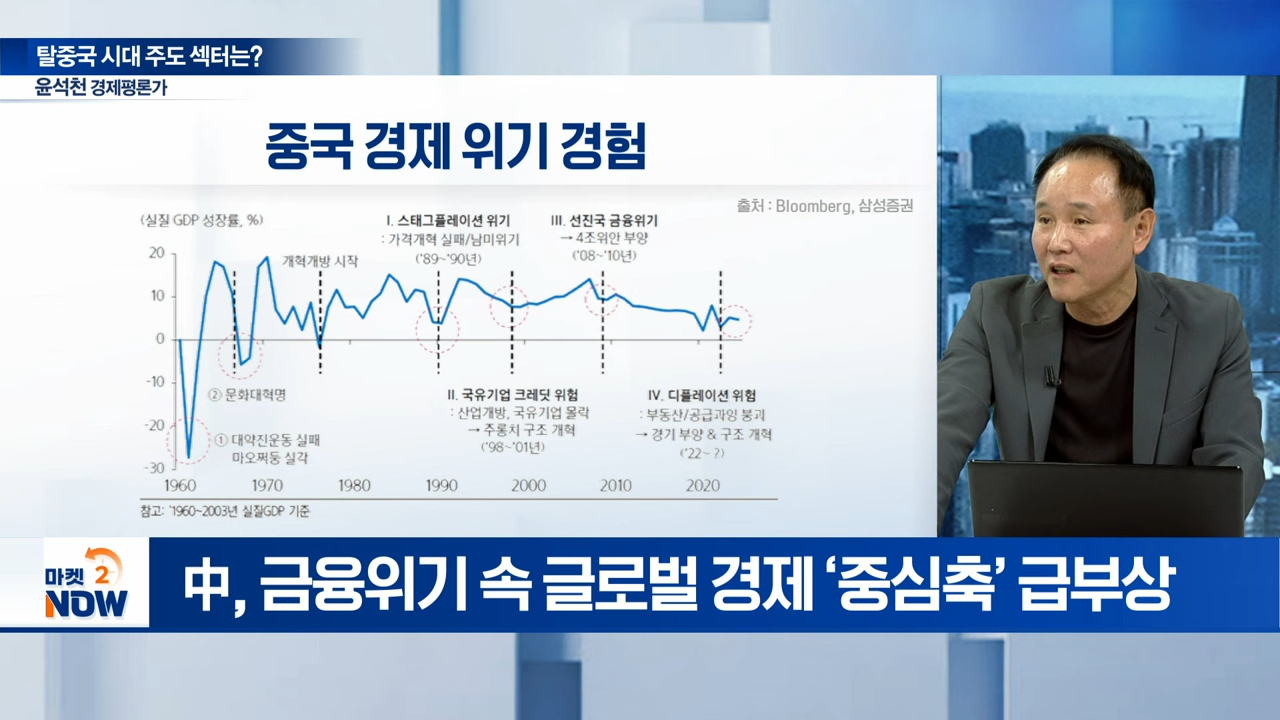 탈중국 시대 주도 섹터는?
윤석천 경제평론가
중국 경제 위기 경험
출처 : Bloomberg, 삼성증권
(실질 GDP 성장률, %)
I. 스태그플레이션 위기
: 가격개혁 실패/남미위기
('89~'90년)
III. 선진국 금융위기
→ 4조위안 부양
('08~'10년)
개혁개방 시작
20
10
0
-10
-20
-30
② 문화대혁명
① 대약진운동 실패
마오쩌둥 실각
II. 국유기업 크레딧 위험
: 산업개방, 국유기업 몰락
→ 주롱치 구조 개혁
('98~'01년)
IV. 디플레이션 위험
: 부동산/공급과잉 붕괴
→ 경기 부양 & 구조 개혁
('22~ ?)
1960 1970 1980 1990 2000 2010 2020
참고: '1960~2003년 실질GDP 기준
마켓 2
NOW
中, 금융위기 속 글로벌 경제 ‘중심축’ 급부상